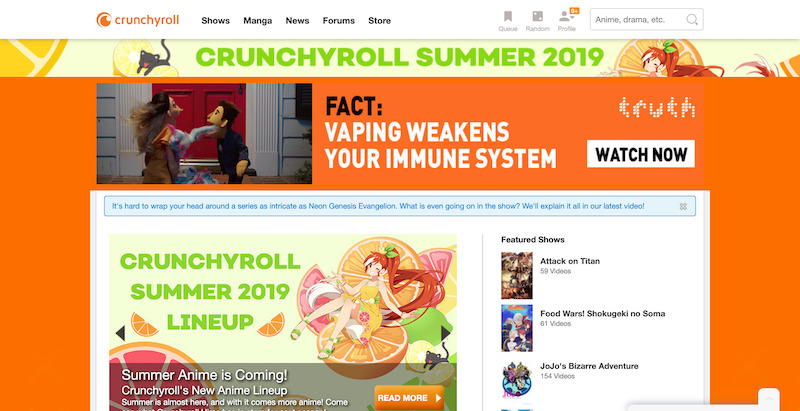 crunchyroll
Shows Manga News Forums Store
Queue Random Profile
9+
Anime, drama, etc.
CRUNCHYROLL SUMMER 2019
FACT:
VAPING WEAKENS
YOUR IMMUNE SYSTEM
truth
WATCH NOW
It's hard to wrap your head around a series as intricate as Neon Genesis Evangelion. What is even going on in the show? We'll explain it all in our latest video!
CRUNCHYROLL
SUMMER 2019
LINEUP
Summer Anime is Coming!
Crunchyroll's New Anime Lineup
Summer is almost here, and with it comes more anime! Come
READ MORE
Featured Shows
Attack on Titan
59 Videos
Food Wars! Shokugeki no Soma
61 Videos
JoJo's Bizarre Adventure
154 Videos